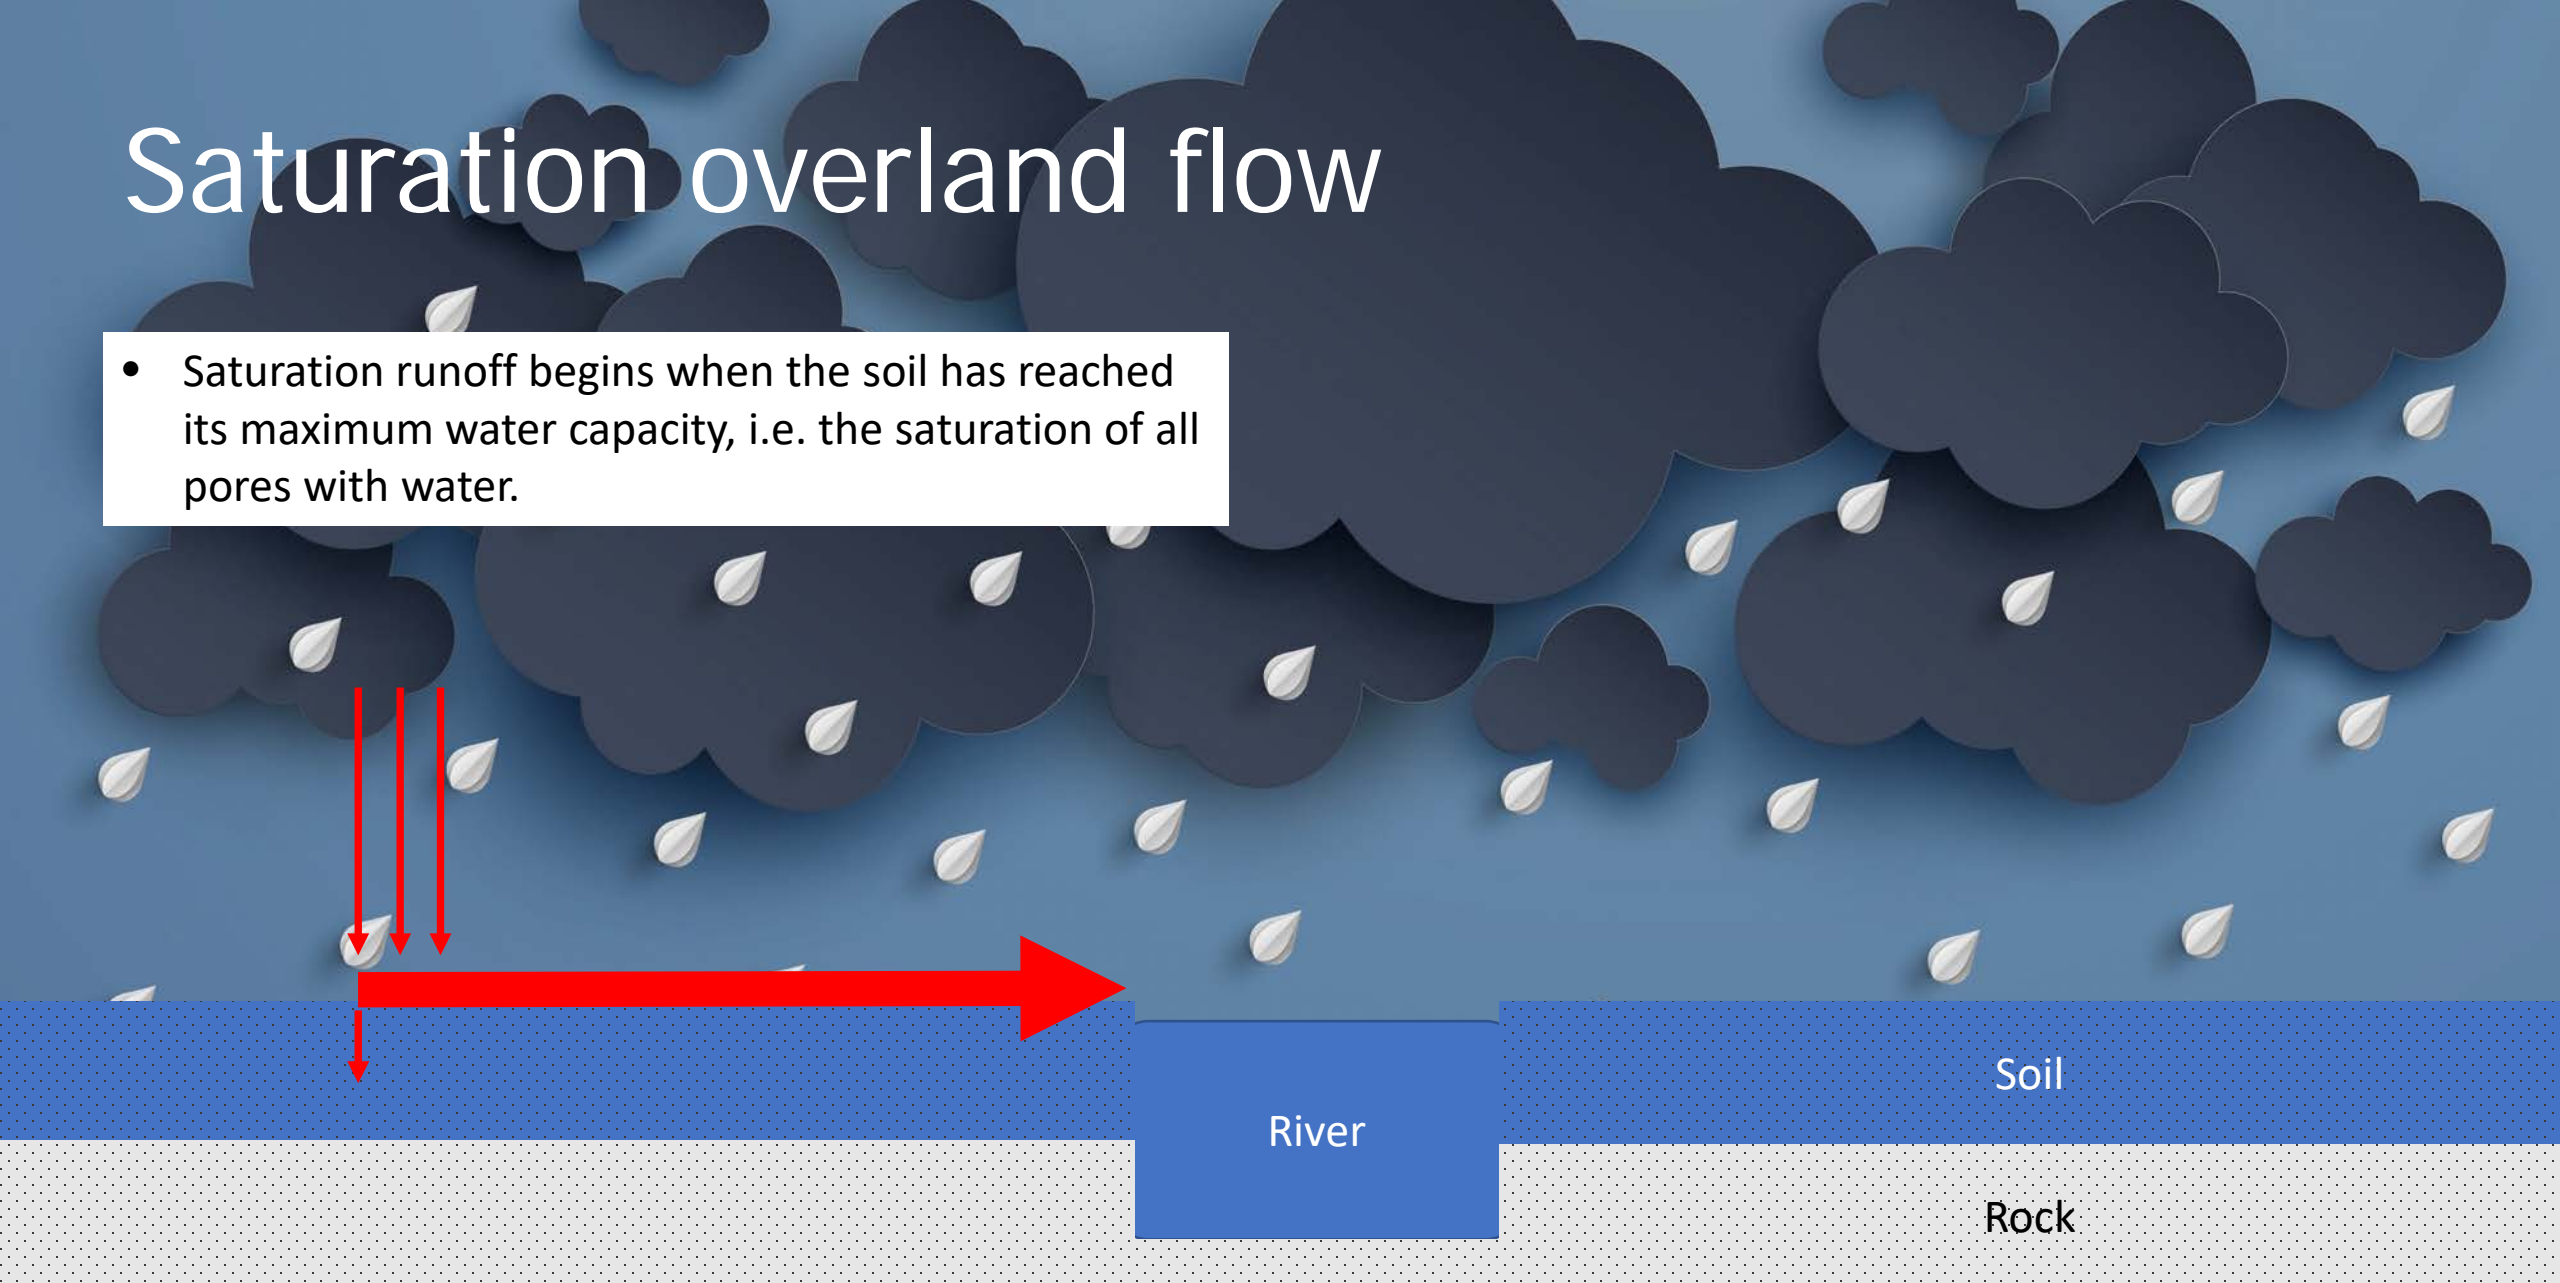 Saturation overland flow
• Saturation runoff begins when the soil has reached
its maximum water capacity, i.e. the saturation of all
pores with water.
Soil
River
Rock